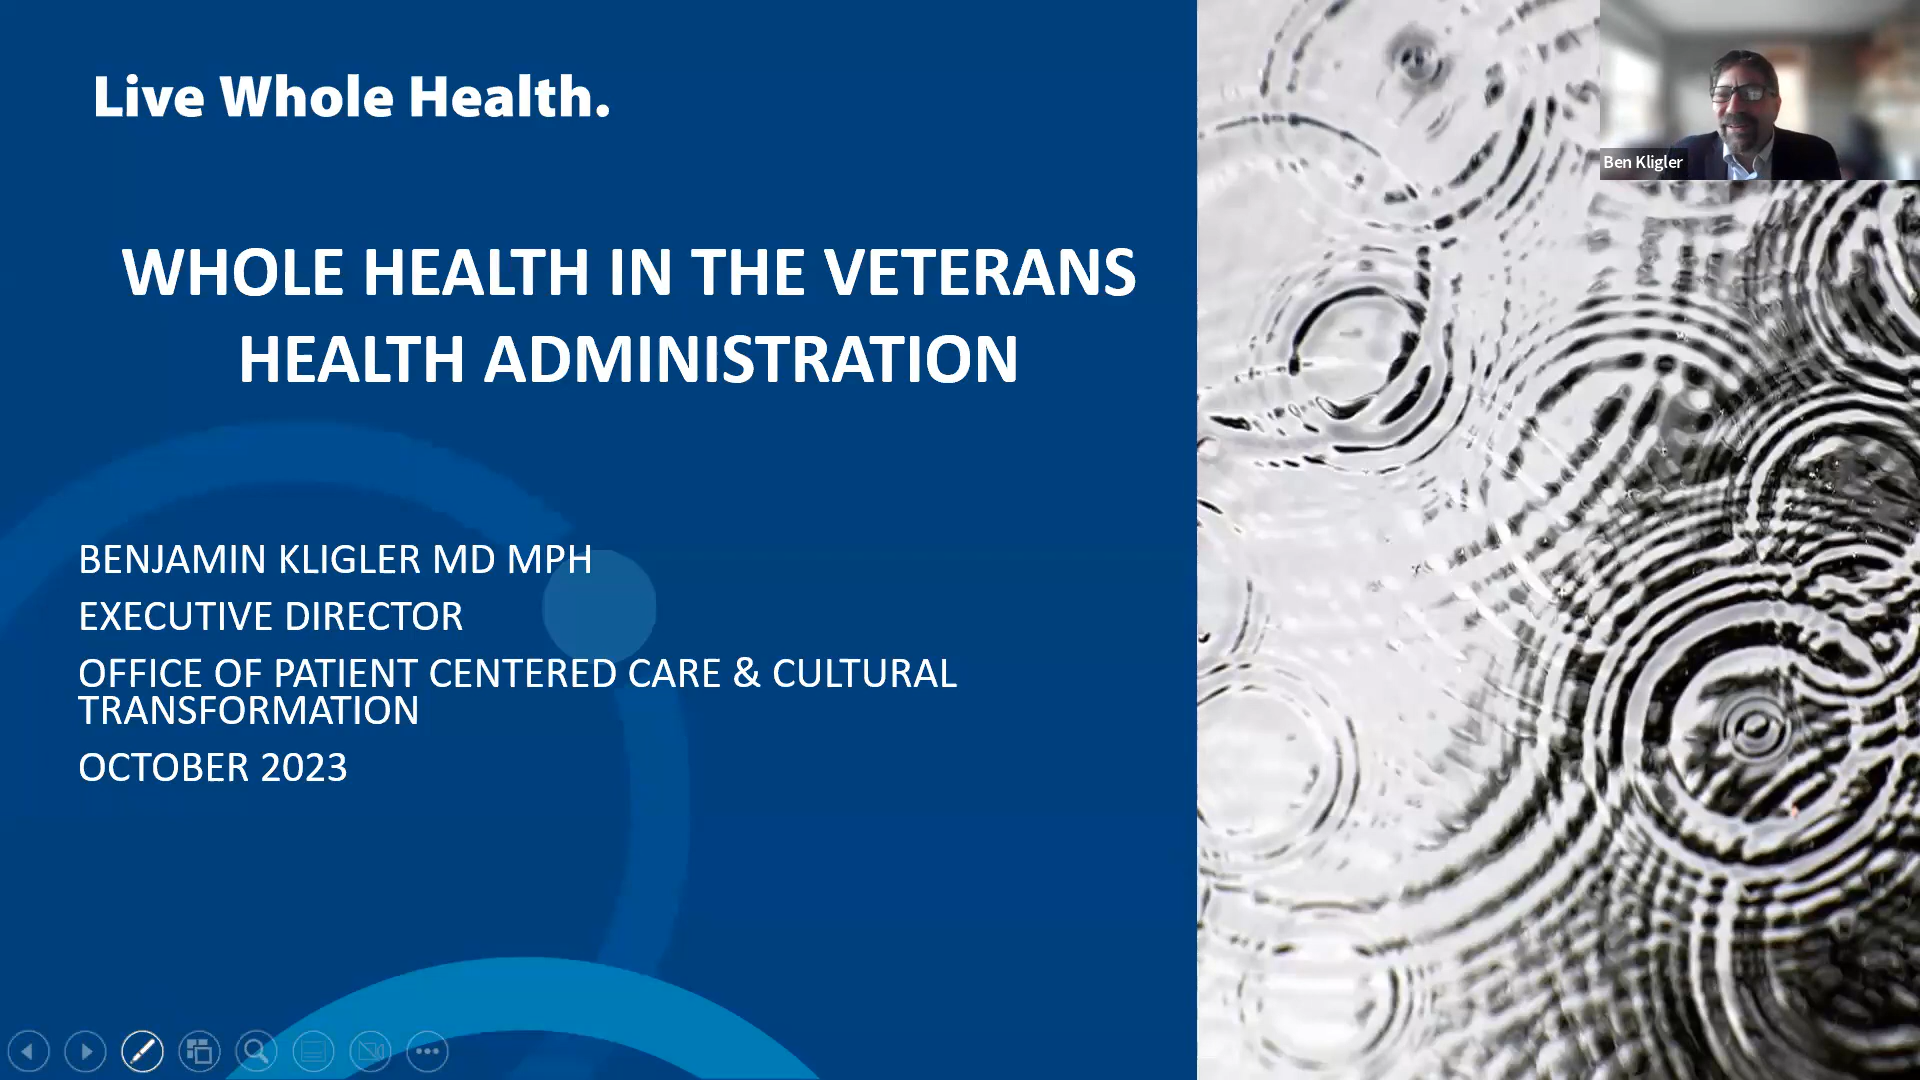 Live Whole Health.
Ben Kligler
WHOLE HEALTH IN THE VETERANS
HEALTH ADMINISTRATION
BENJAMIN KLIGLER MD MPH
EXECUTIVE DIRECTOR
OFFICE OF PATIENT CENTERED CARE & CULTURAL
TRANSFORMATION
OCTOBER 2023